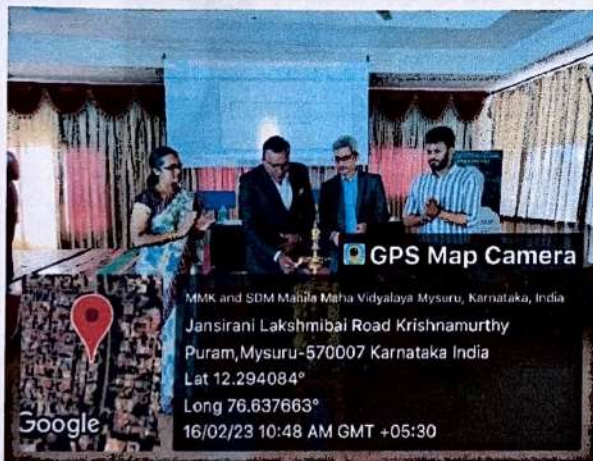 GPS Map Camera
MMK and SDM Mahila Maha Vidyalaya Mysuru, Karnataka, India
Jansirani Lakshmibai Road Krishnamurthy
Puram,Mysuru-570007 Karnataka India
Lat 12.294084°
Long 76.637663°
16/02/23 10:48 AM GMT +05:30
Google